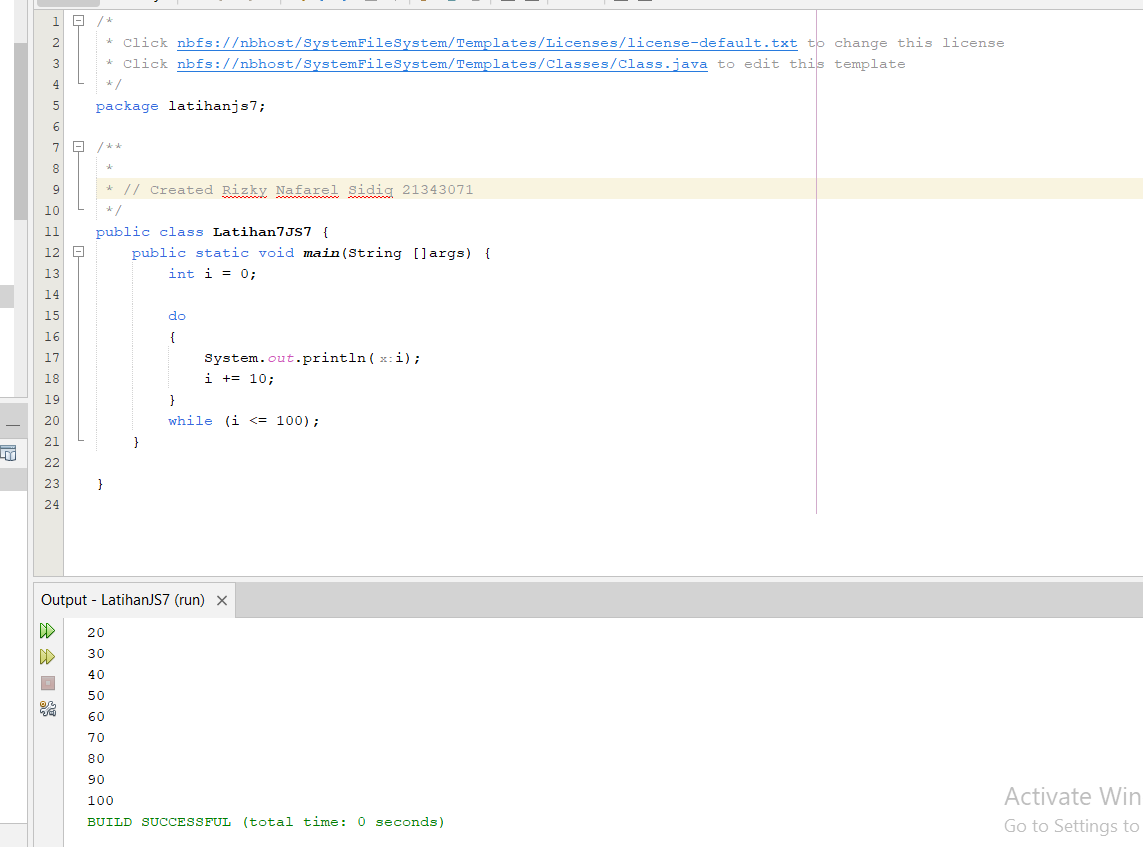 1 /*
2 * Click nbfs://nbhost/SystemFileSystem/Templates/Licenses/license-default.txt to change this license
3 * Click nbfs://nbhost/SystemFileSystem/Templates/Classes/Class.java to edit this template
4 */
5 package latihanjs7;
6
7 /**
8 *
9 * // Created Rizky Nafarel Sidiq 21343071
10 */
11 public class Latihan7JS7 {
12 public static void main(String []args) {
13 int i = 0;
14
15 do
16 {
17 System.out.println( x: i);
18 i += 10;
19 }
20 while (i <= 100);
21 }
22
23 }
24
Output - LatihanJS7 (run)
20
30
40
50
60
70
80
90
100
BUILD SUCCESSFUL (total time: 0 seconds)
Activate Win
Go to Settings to